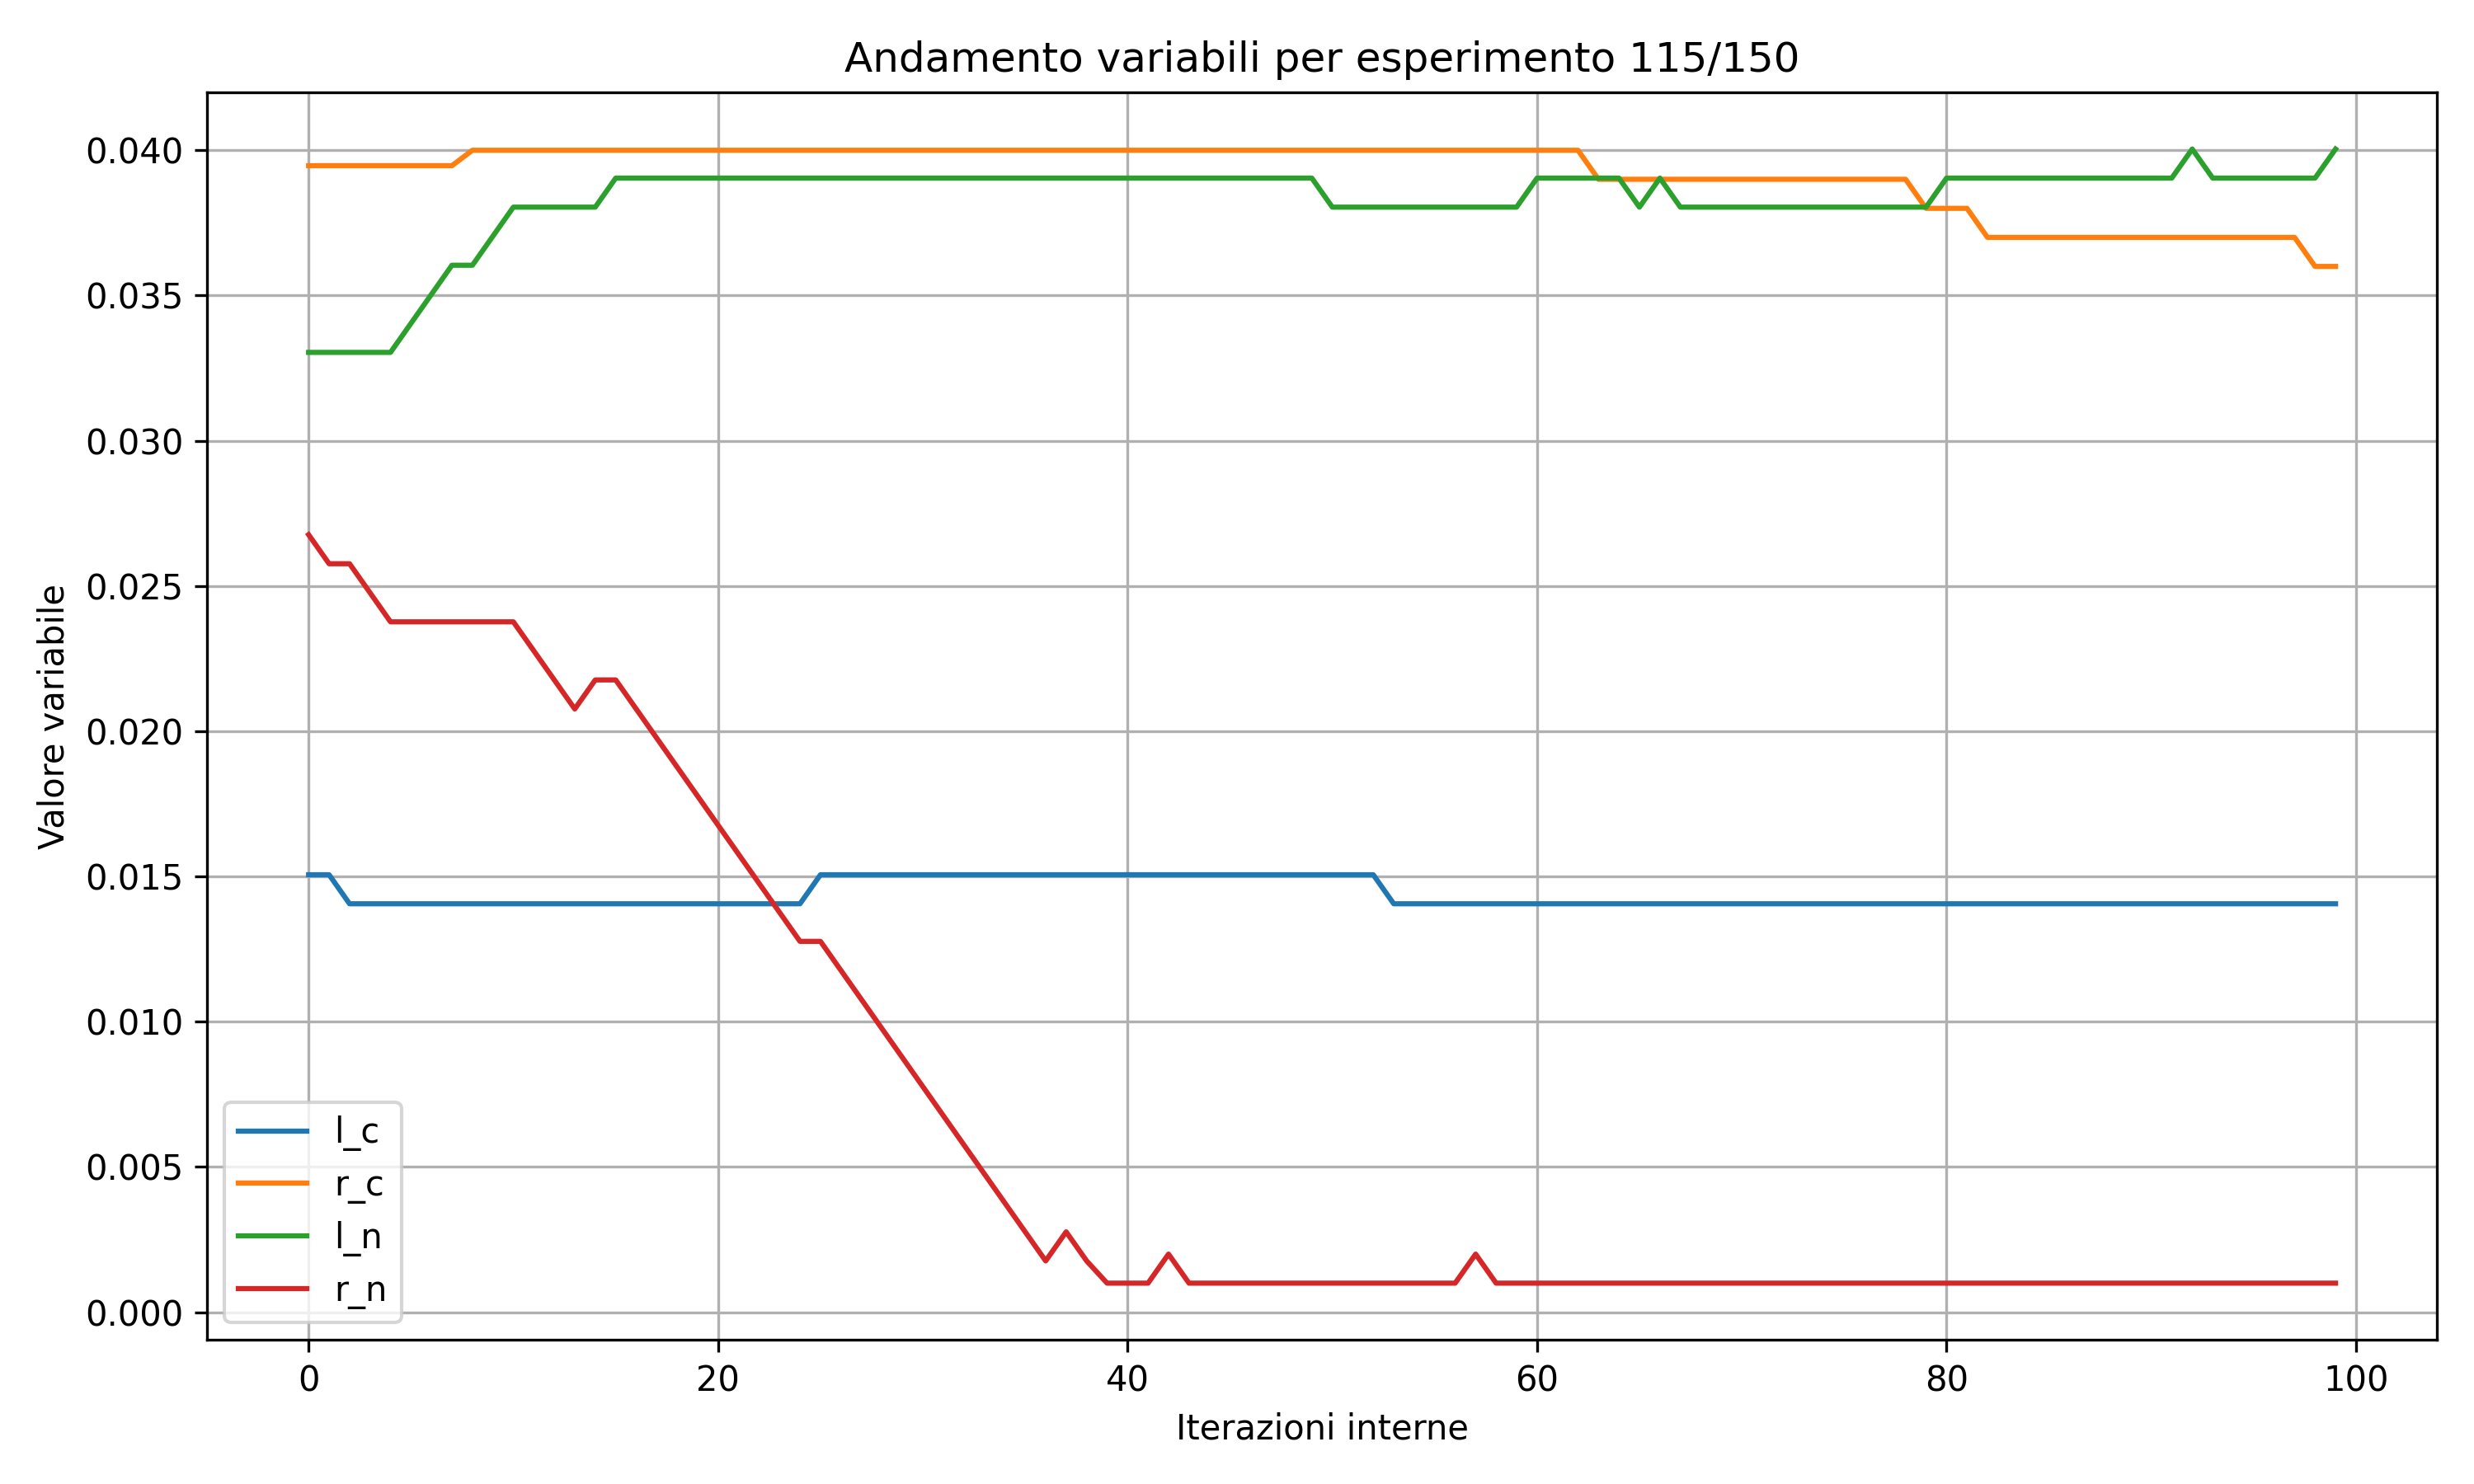 Andamento variabili per esperimento 115/150
Valore variabile
0.040
0.035
0.030
0.025
0.020
0.015
0.010
0.005
0.000
l_c
r_c
l_n
r_n
0 20 40 60 80 100
Iterazioni interne